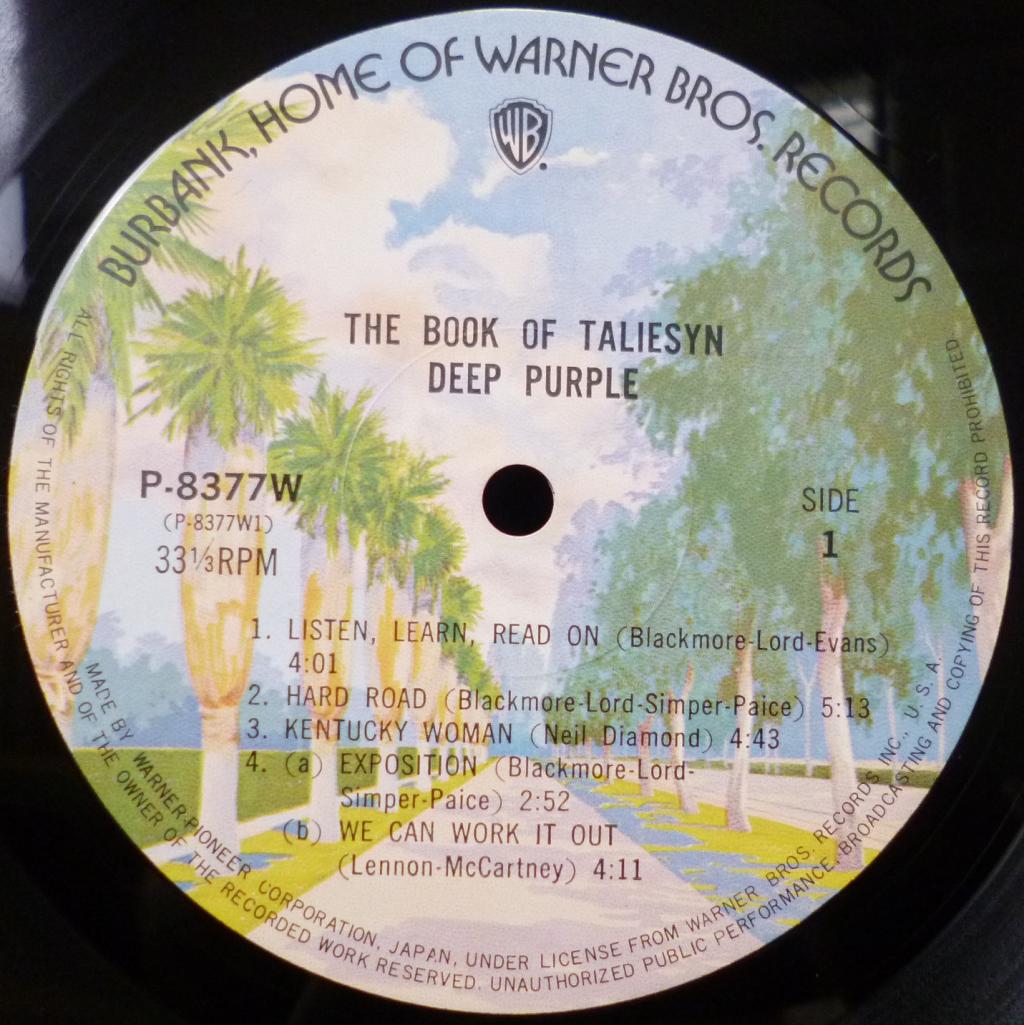 BURBANK, HOME OF WARNER BROS. RECORDS
WB
THE BOOK OF TALIESYN
DEEP PURPLE
P-8377W
(P-8377W1)
33⅓RPM
SIDE
1
1. LISTEN, LEARN, READ ON (Blackmore-Lord-Evans)
4:01
2. HARD ROAD (Blackmore-Lord-Simper-Paice) 5:13
3. KENTUCKY WOMAN (Neil Diamond) 4:43
4. (a) EXPOSITION (Blackmore-Lord-
Simper-Paice) 2:52
(b) WE CAN WORK IT OUT
(Lennon-McCartney) 4:11
MADE BY WARNER-PIONEER CORPORATION, JAPAN, UNDER LICENSE FROM WARNER BROS. RECORDS INC., U. S. A.
ALL RIGHTS OF THE MANUFACTURER AND OF THE OWNER OF THE RECORDED WORK RESERVED. UNAUTHORIZED PUBLIC PERFORMANCE, BROADCASTING AND COPYING OF THIS RECORD PROHIBITED